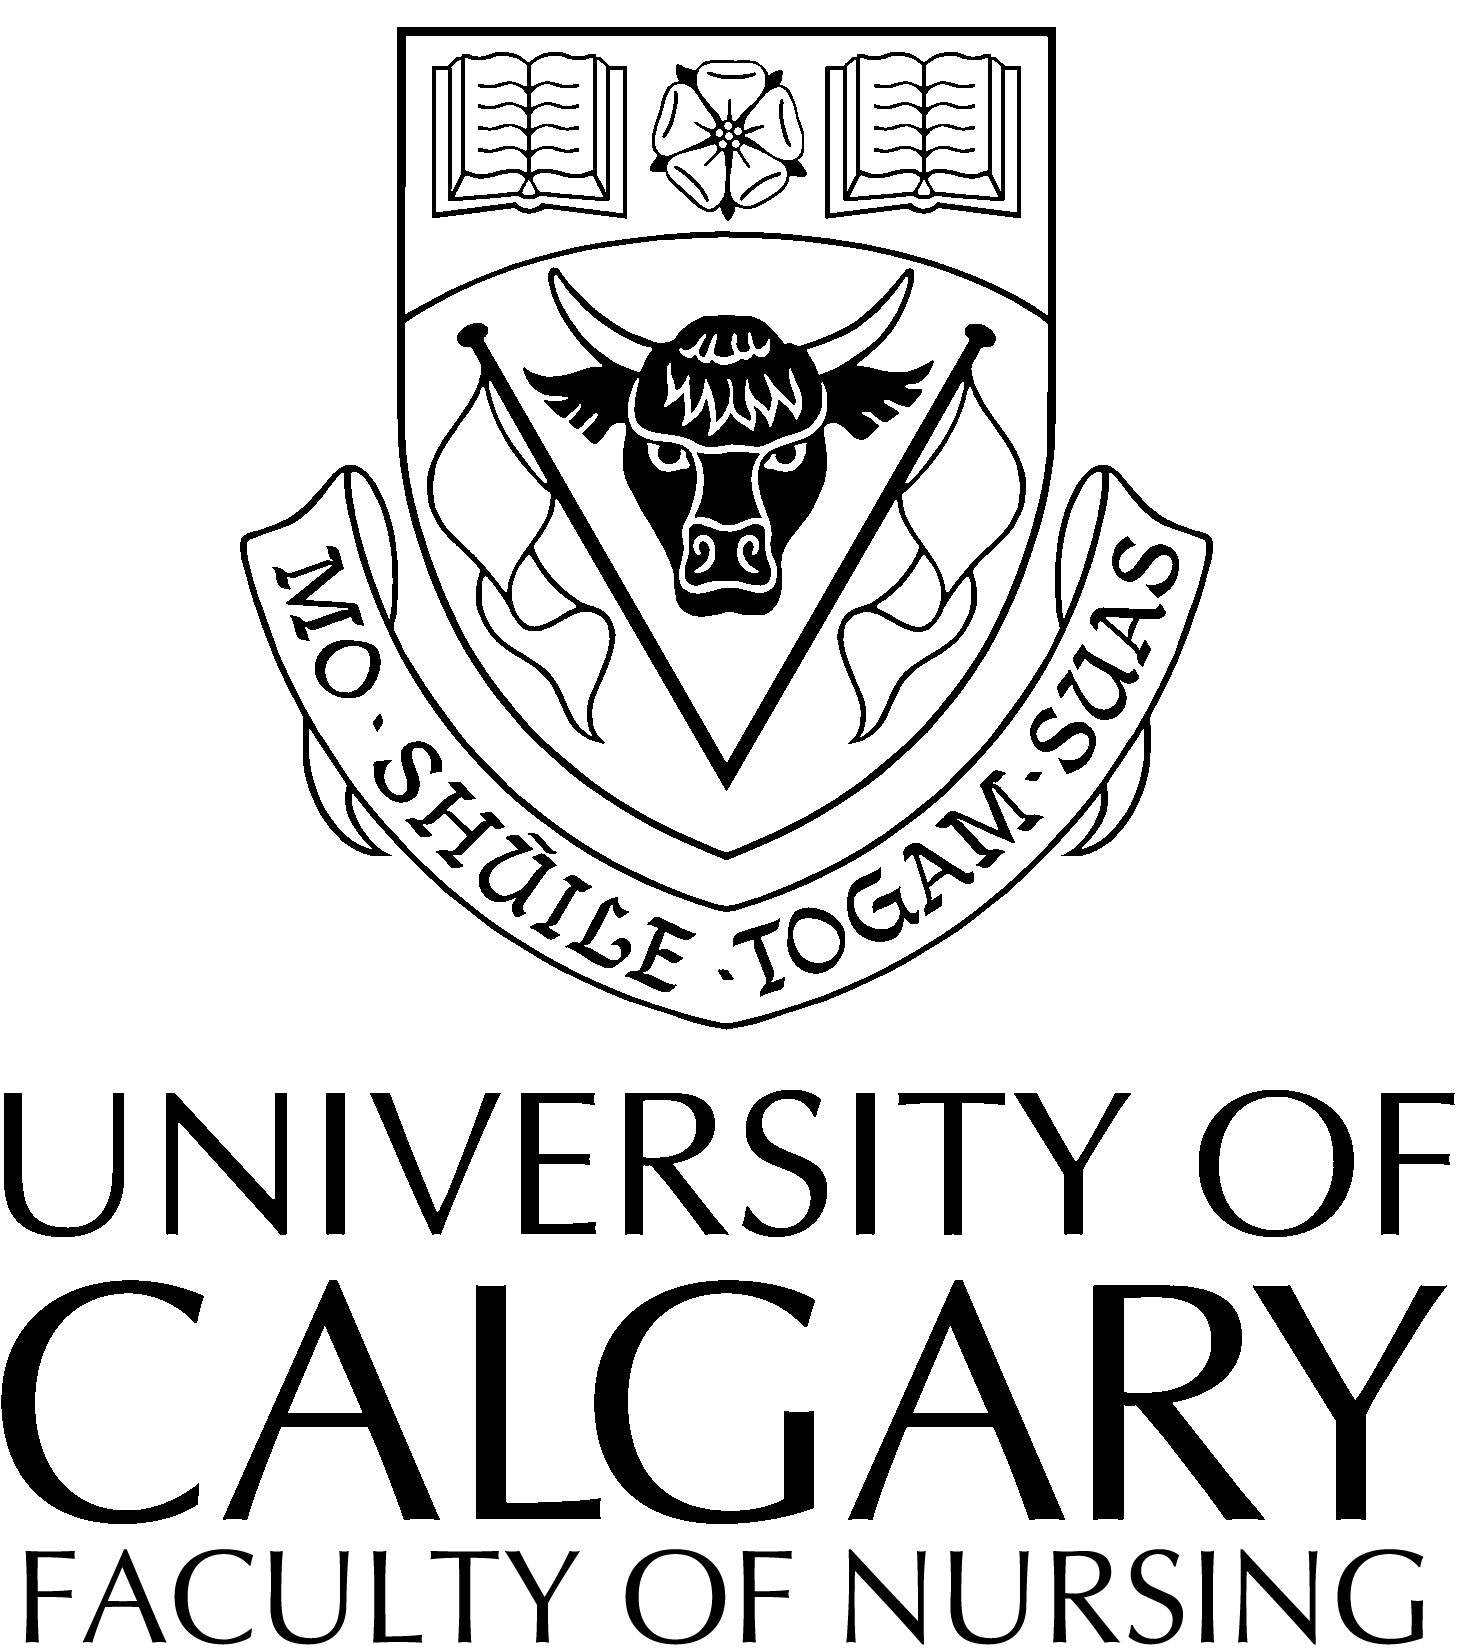 MO · SHÙILE · TOGAM · SUAS
UNIVERSITY OF
CALGARY
FACULTY OF NURSING